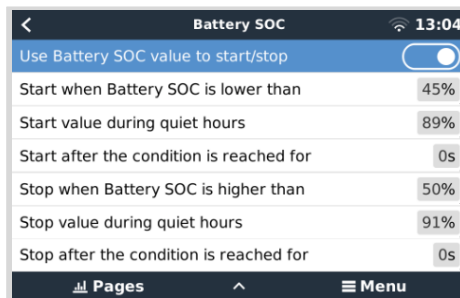 Battery SOC 13:04
Use Battery SOC value to start/stop
Start when Battery SOC is lower than 45%
Start value during quiet hours 89%
Start after the condition is reached for 0s
Stop when Battery SOC is higher than 50%
Stop value during quiet hours 91%
Stop after the condition is reached for 0s
Pages Menu